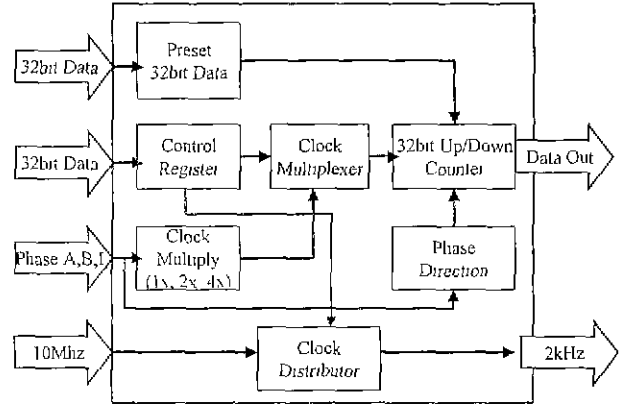 32bit Data
Preset
32bit Data
32bit Data
Control
Register
Clock
Multiplexer
32bit Up/Down
Counter
Data Out
Phase A,B,I
Clock
Multiply
(1x, 2x, 4x)
Phase
Direction
10Mhz
Clock
Distributor
2kHz